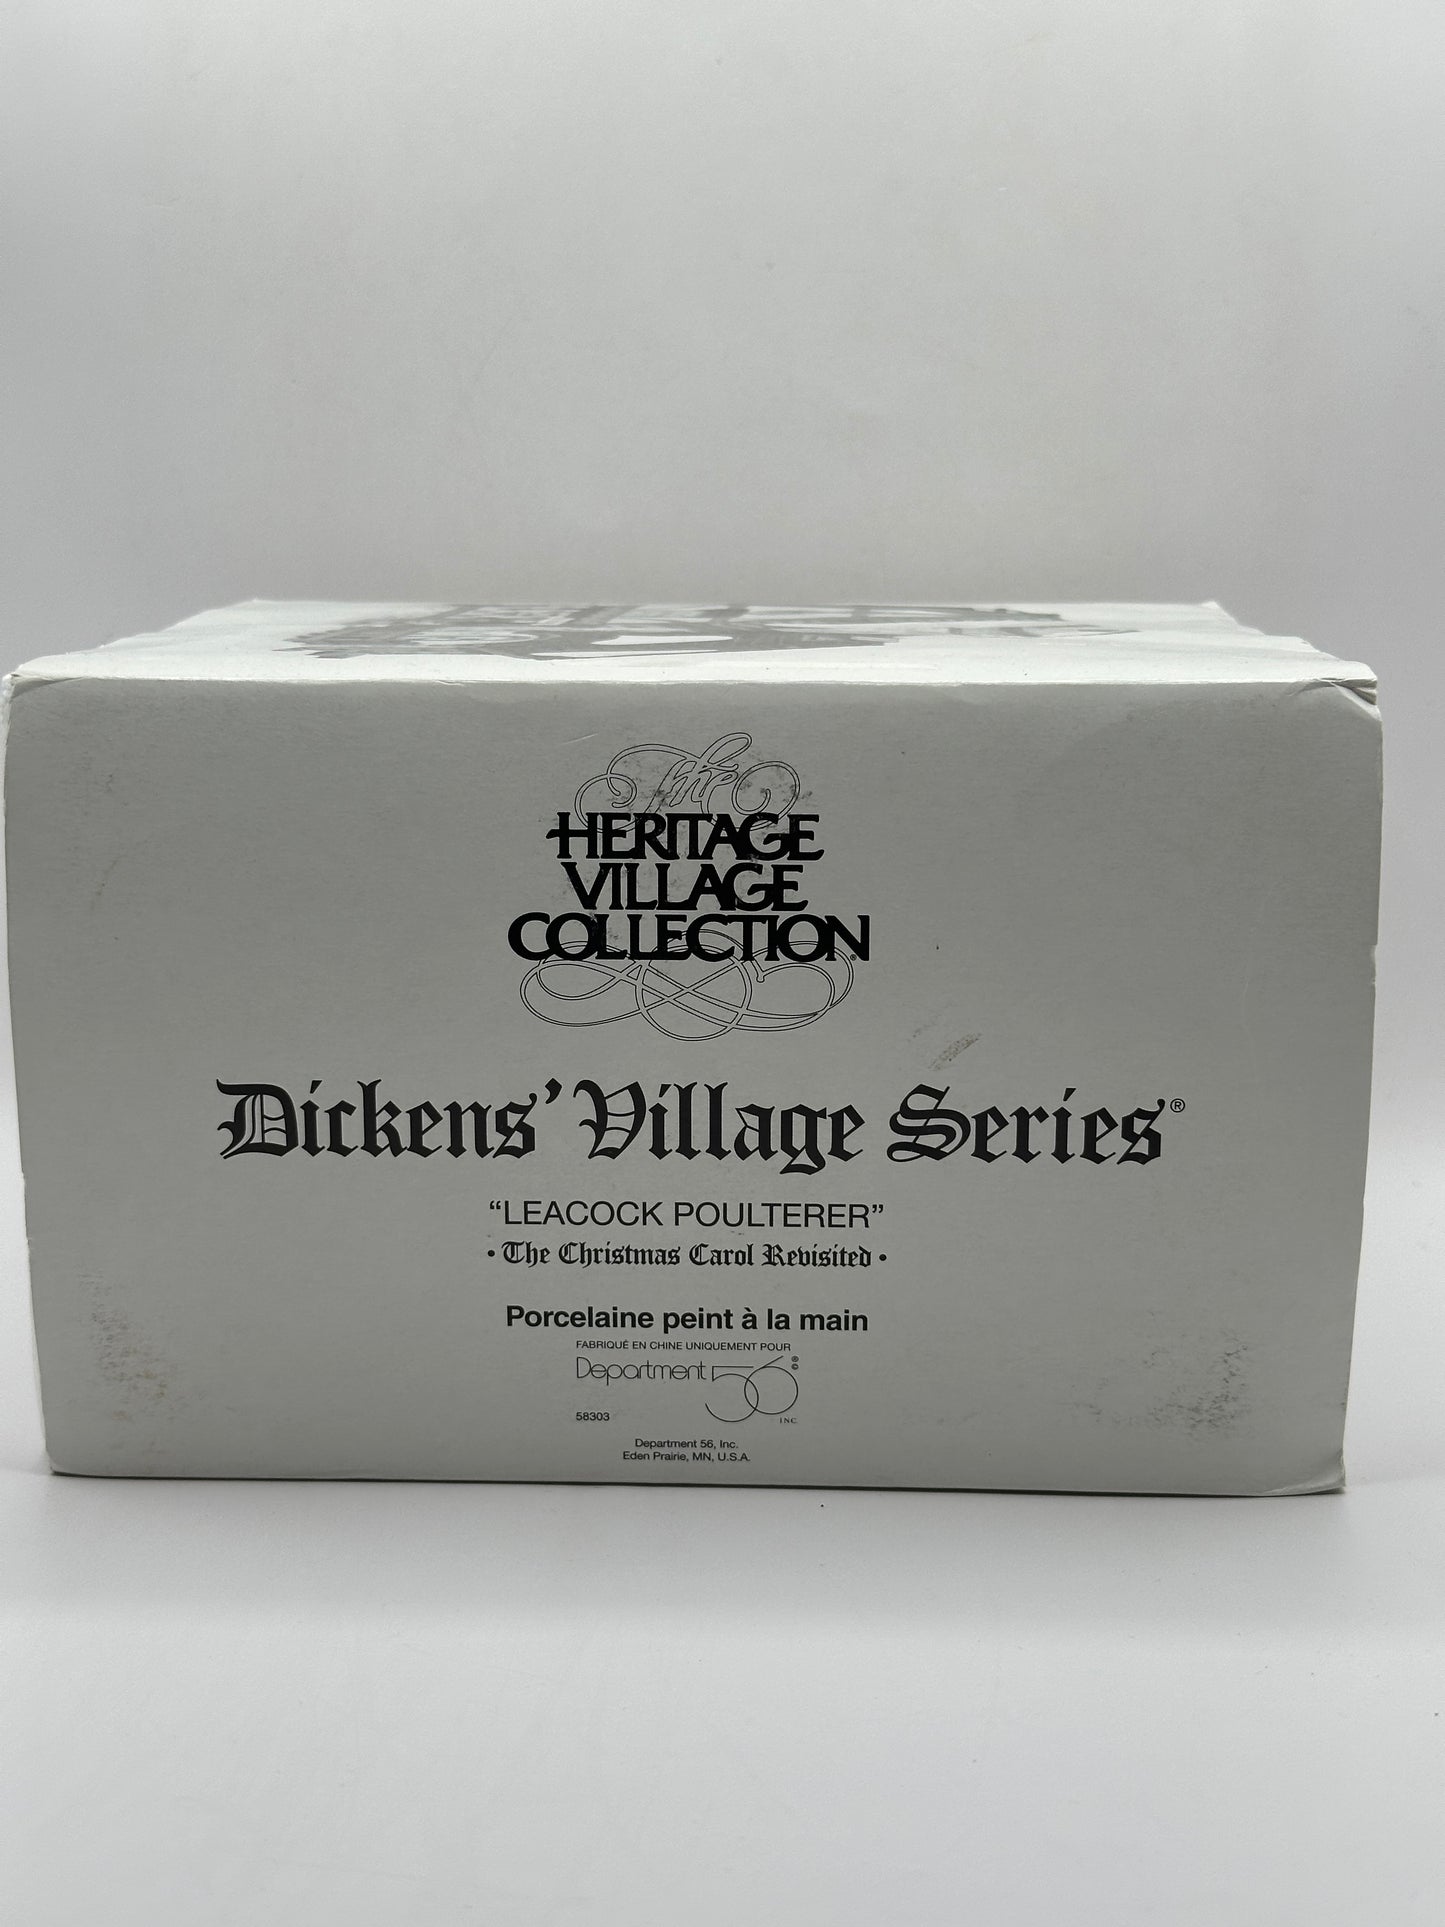 The
HERITAGE
VILLAGE
COLLECTION®
Dickens' Village Series®
“LEACOCK POULTERER”
• The Christmas Carol Revisited •
Porcelaine peint à la main
FABRIQUÉ EN CHINE UNIQUEMENT POUR
Department 56 ®©
INC.
58303
Department 56, Inc.
Eden Prairie, MN, U.S.A.